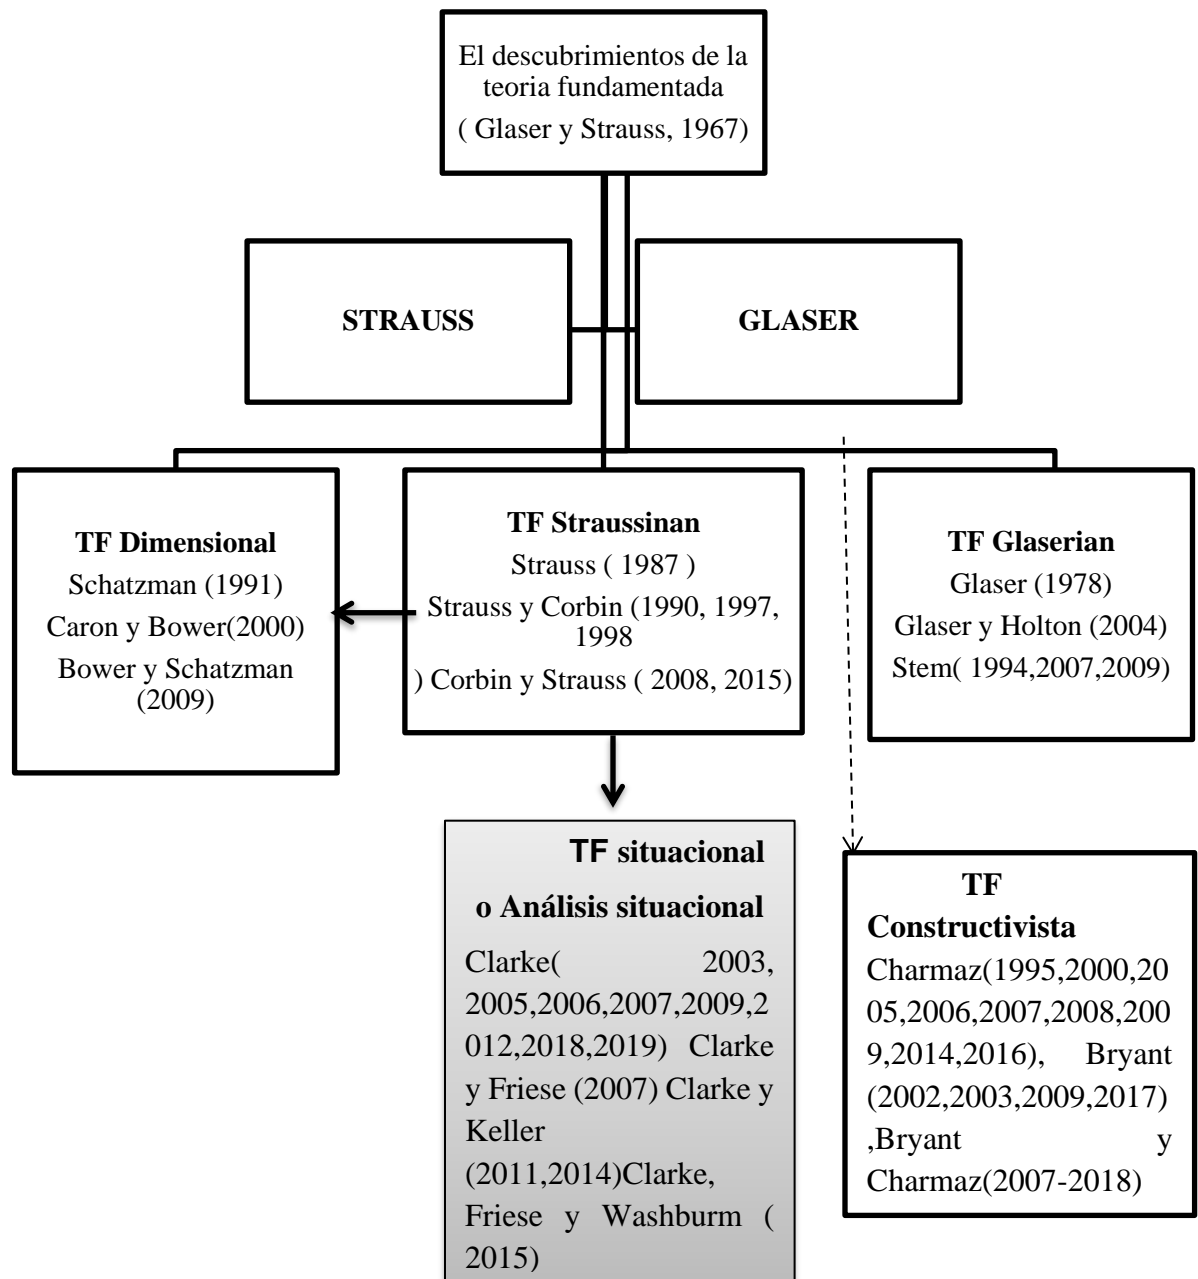 El descubrimientos de la
teoria fundamentada
( Glaser y Strauss, 1967)
STRAUSS
GLASER
TF Dimensional
Schatzman (1991)
Caron y Bower(2000)
Bower y Schatzman
(2009)
TF Straussinan
Strauss ( 1987 )
Strauss y Corbin (1990, 1997,
1998
) Corbin y Strauss ( 2008, 2015)
TF Glaserian
Glaser (1978)
Glaser y Holton (2004)
Stem( 1994,2007,2009)
TF situacional
o Análisis situacional
Clarke( 2003,
2005,2006,2007,2009,2
012,2018,2019) Clarke
y Friese (2007) Clarke y
Keller
(2011,2014)Clarke,
Friese y Washburm (
2015)
TF
Constructivista
Charmaz(1995,2000,20
05,2006,2007,2008,200
9,2014,2016), Bryant
(2002,2003,2009,2017)
,Bryant y
Charmaz(2007-2018)